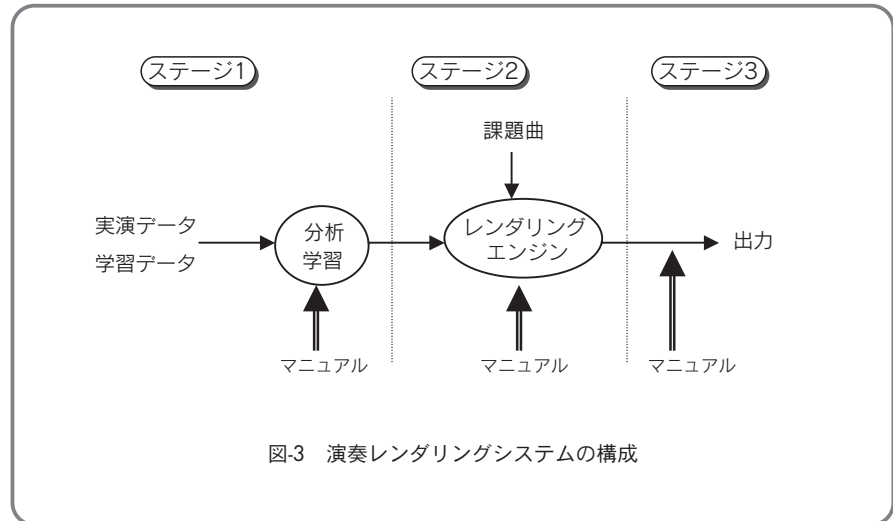 ステージ1
ステージ2
ステージ3
課題曲
実演データ
学習データ
分析
学習
レンダリング
エンジン
出力
マニュアル
マニュアル
マニュアル
図-3 演奏レンダリングシステムの構成